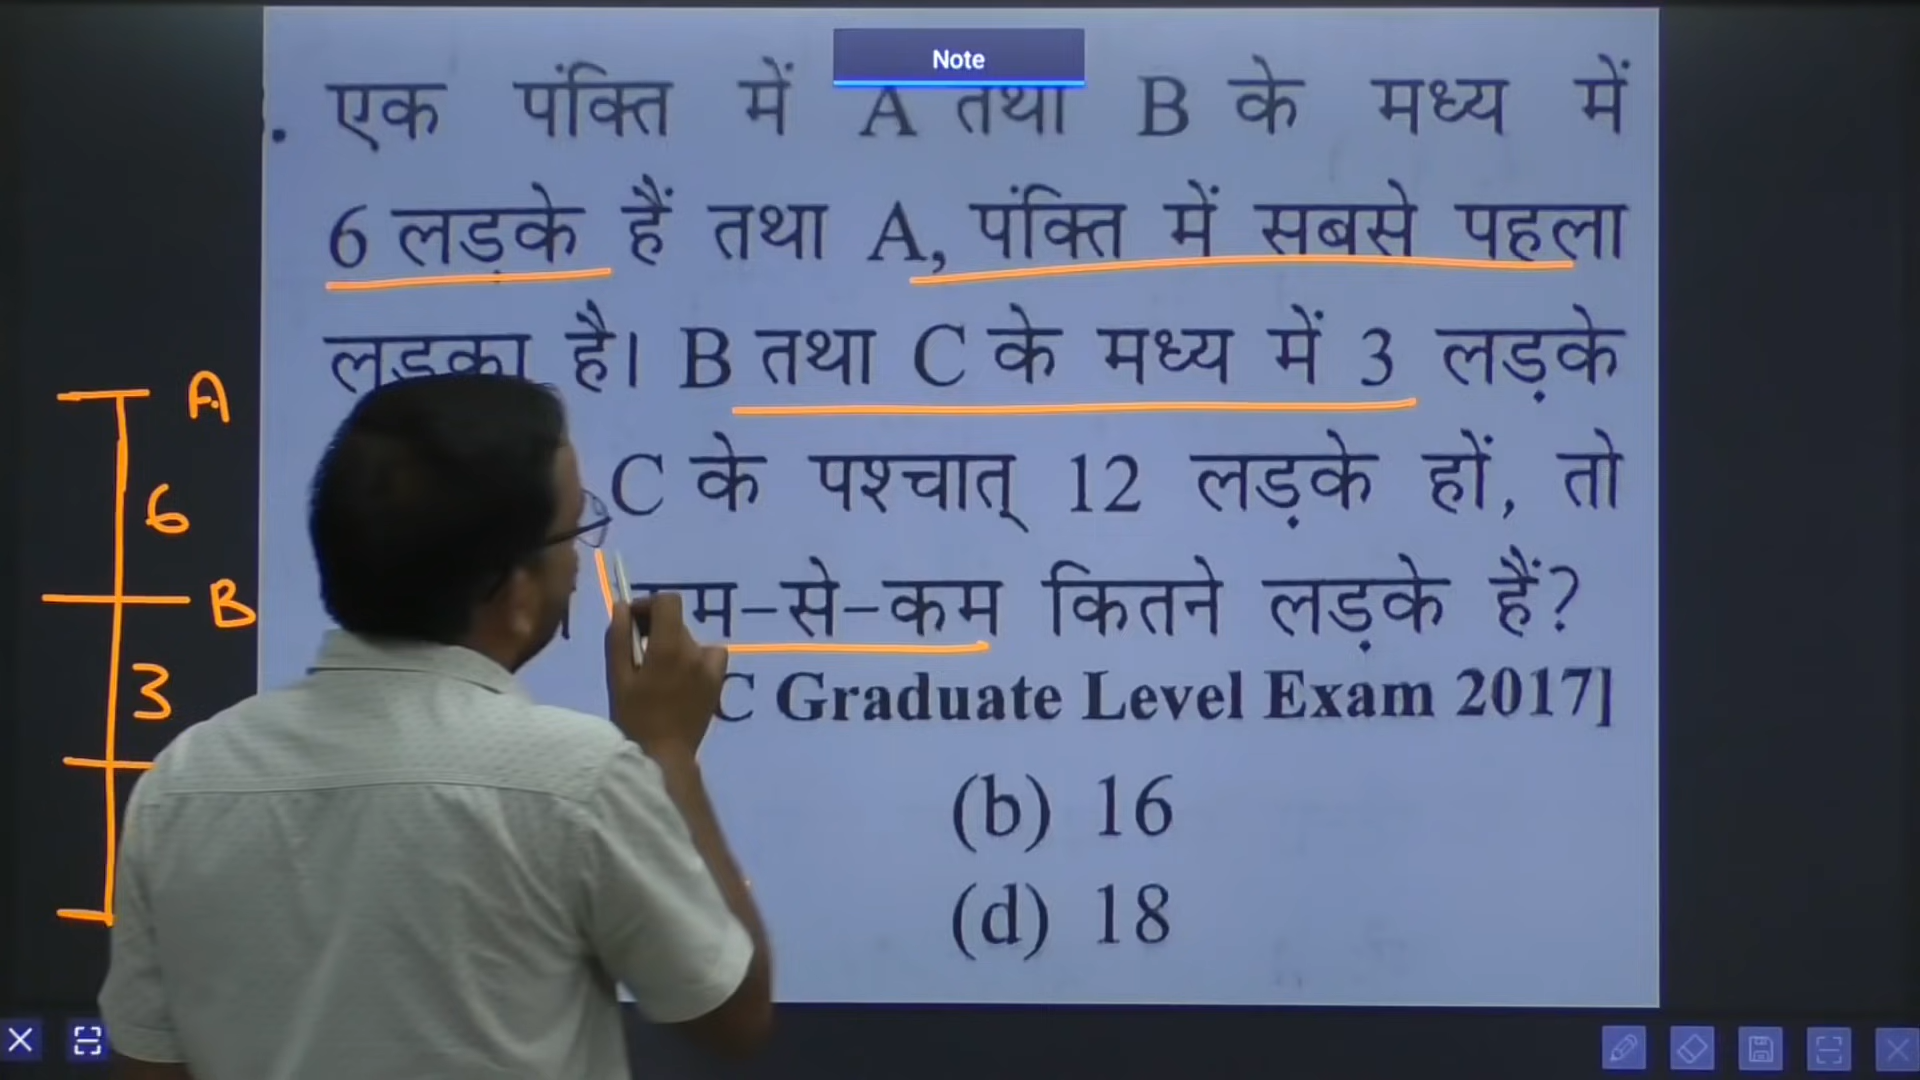 Note
. एक पंक्ति में A तथा B के मध्य में
6 लड़के हैं तथा A, पंक्ति में सबसे पहला
लड़का है। B तथा C के मध्य में 3 लड़के
C के पश्चात् 12 लड़के हों, तो
कम-से-कम कितने लड़के हैं?
C Graduate Level Exam 2017]
(b) 16
(d) 18
A
6
B
3